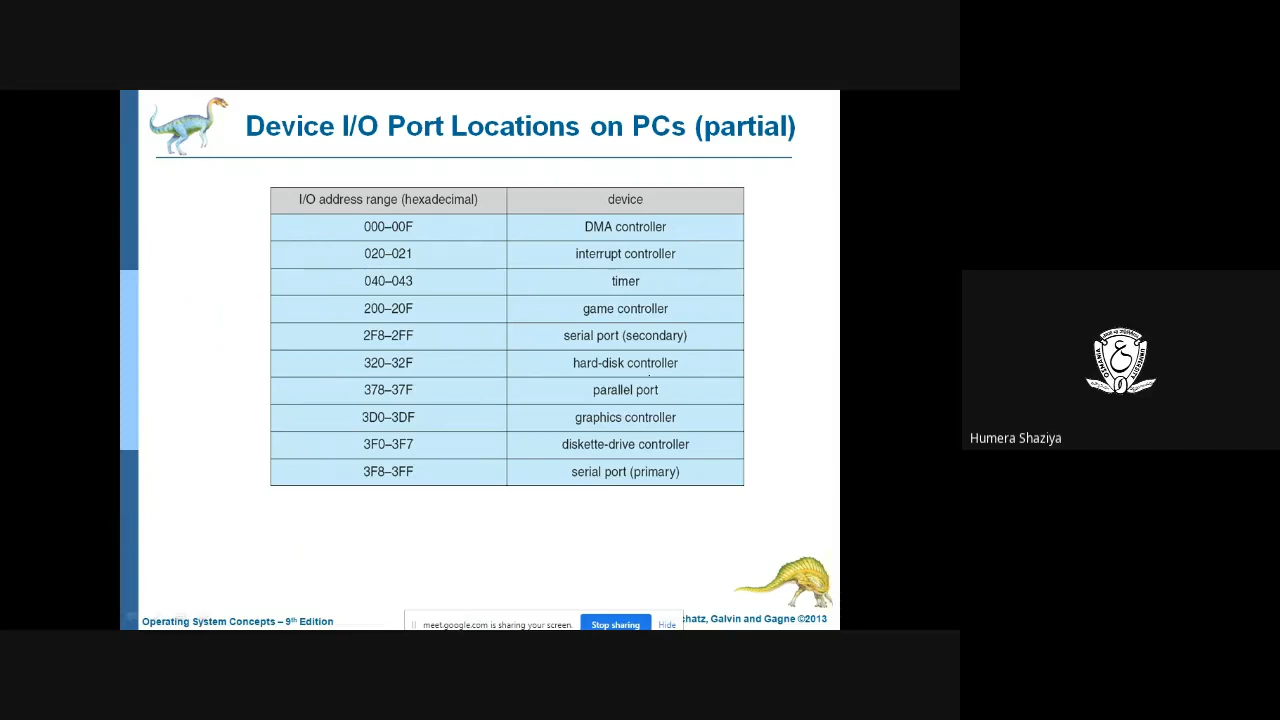 Device I/O Port Locations on PCs (partial)
I/O address range (hexadecimal) device
000–00F DMA controller
020–021 interrupt controller
040–043 timer
200–20F game controller
2F8–2FF serial port (secondary)
320–32F hard-disk controller
378–37F parallel port
3D0–3DF graphics controller
3F0–3F7 diskette-drive controller
3F8–3FF serial port (primary)
Humera Shaziya
Operating System Concepts – 9th Edition
meet.google.com is sharing your screen. Stop sharing Hide
chatz, Galvin and Gagne ©2013